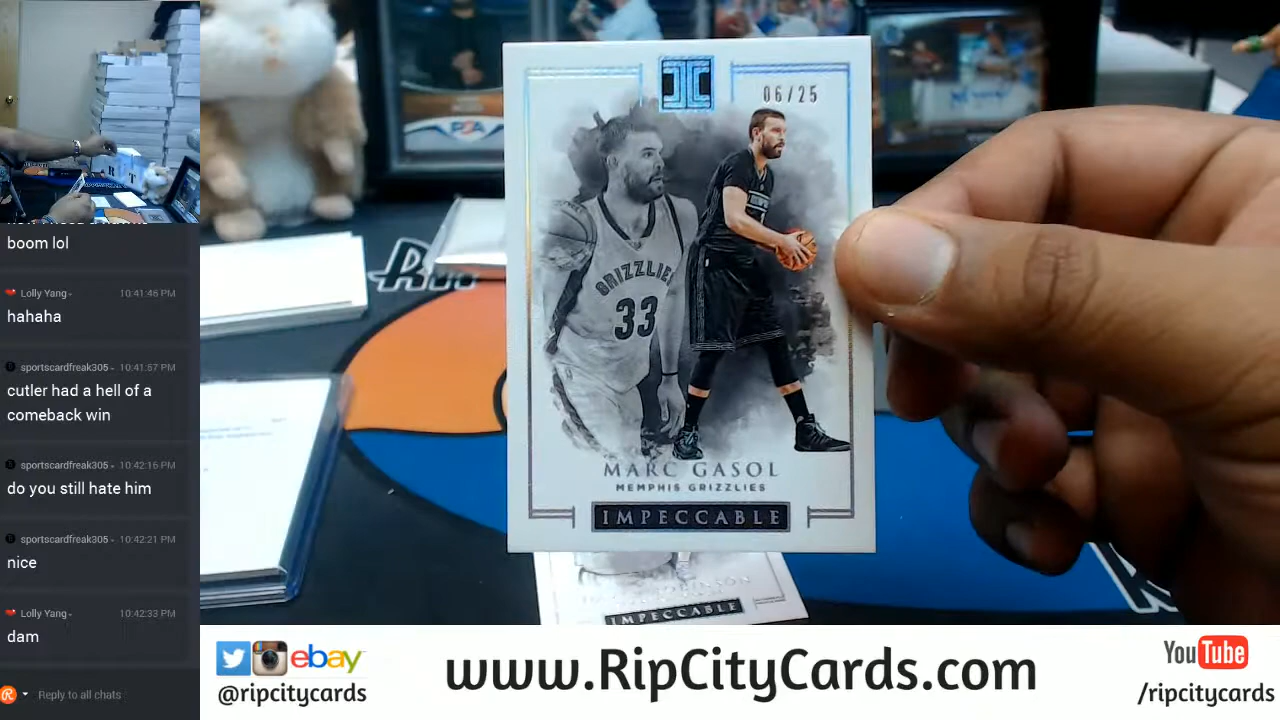 boom lol
Lolly Yang
10:41:46 PM
hahaha
sportscardfreak305
10:41:57 PM
cutler had a hell of a
comeback win
sportscardfreak305
10:42:16 PM
do you still hate him
sportscardfreak305
10:42:21 PM
nice
Lolly Yang
10:42:33 PM
dam
Reply to all chats
PSA
06/25
GRIZZLIES
33
MARC GASOL
MEMPHIS GRIZZLIES
IMPECCABLE
IMPECCABLE
ebay
@ripcitycards
www.RipCityCards.com
YouTube
/ripcitycards